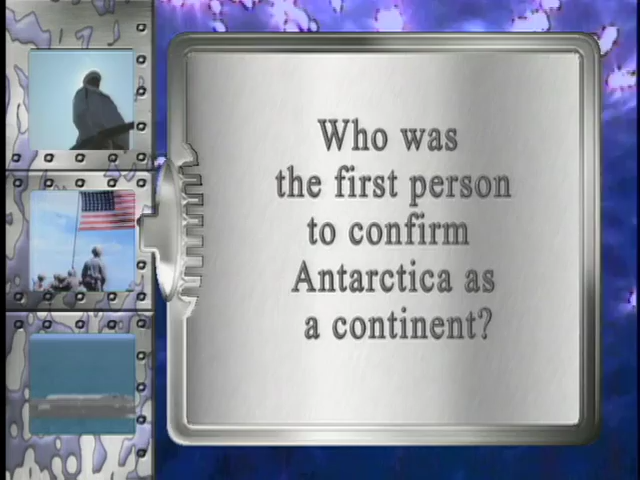 Who was
the first person
to confirm
Antarctica as
a continent?